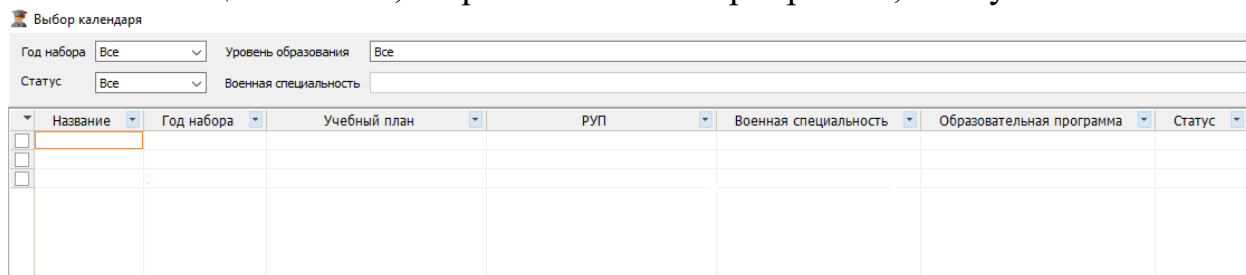 Выбор календаря
Год набора Все Уровень образования Все
Статус Все Военная специальность
Название Год набора Учебный план РУП Военная специальность Образовательная программа Статус